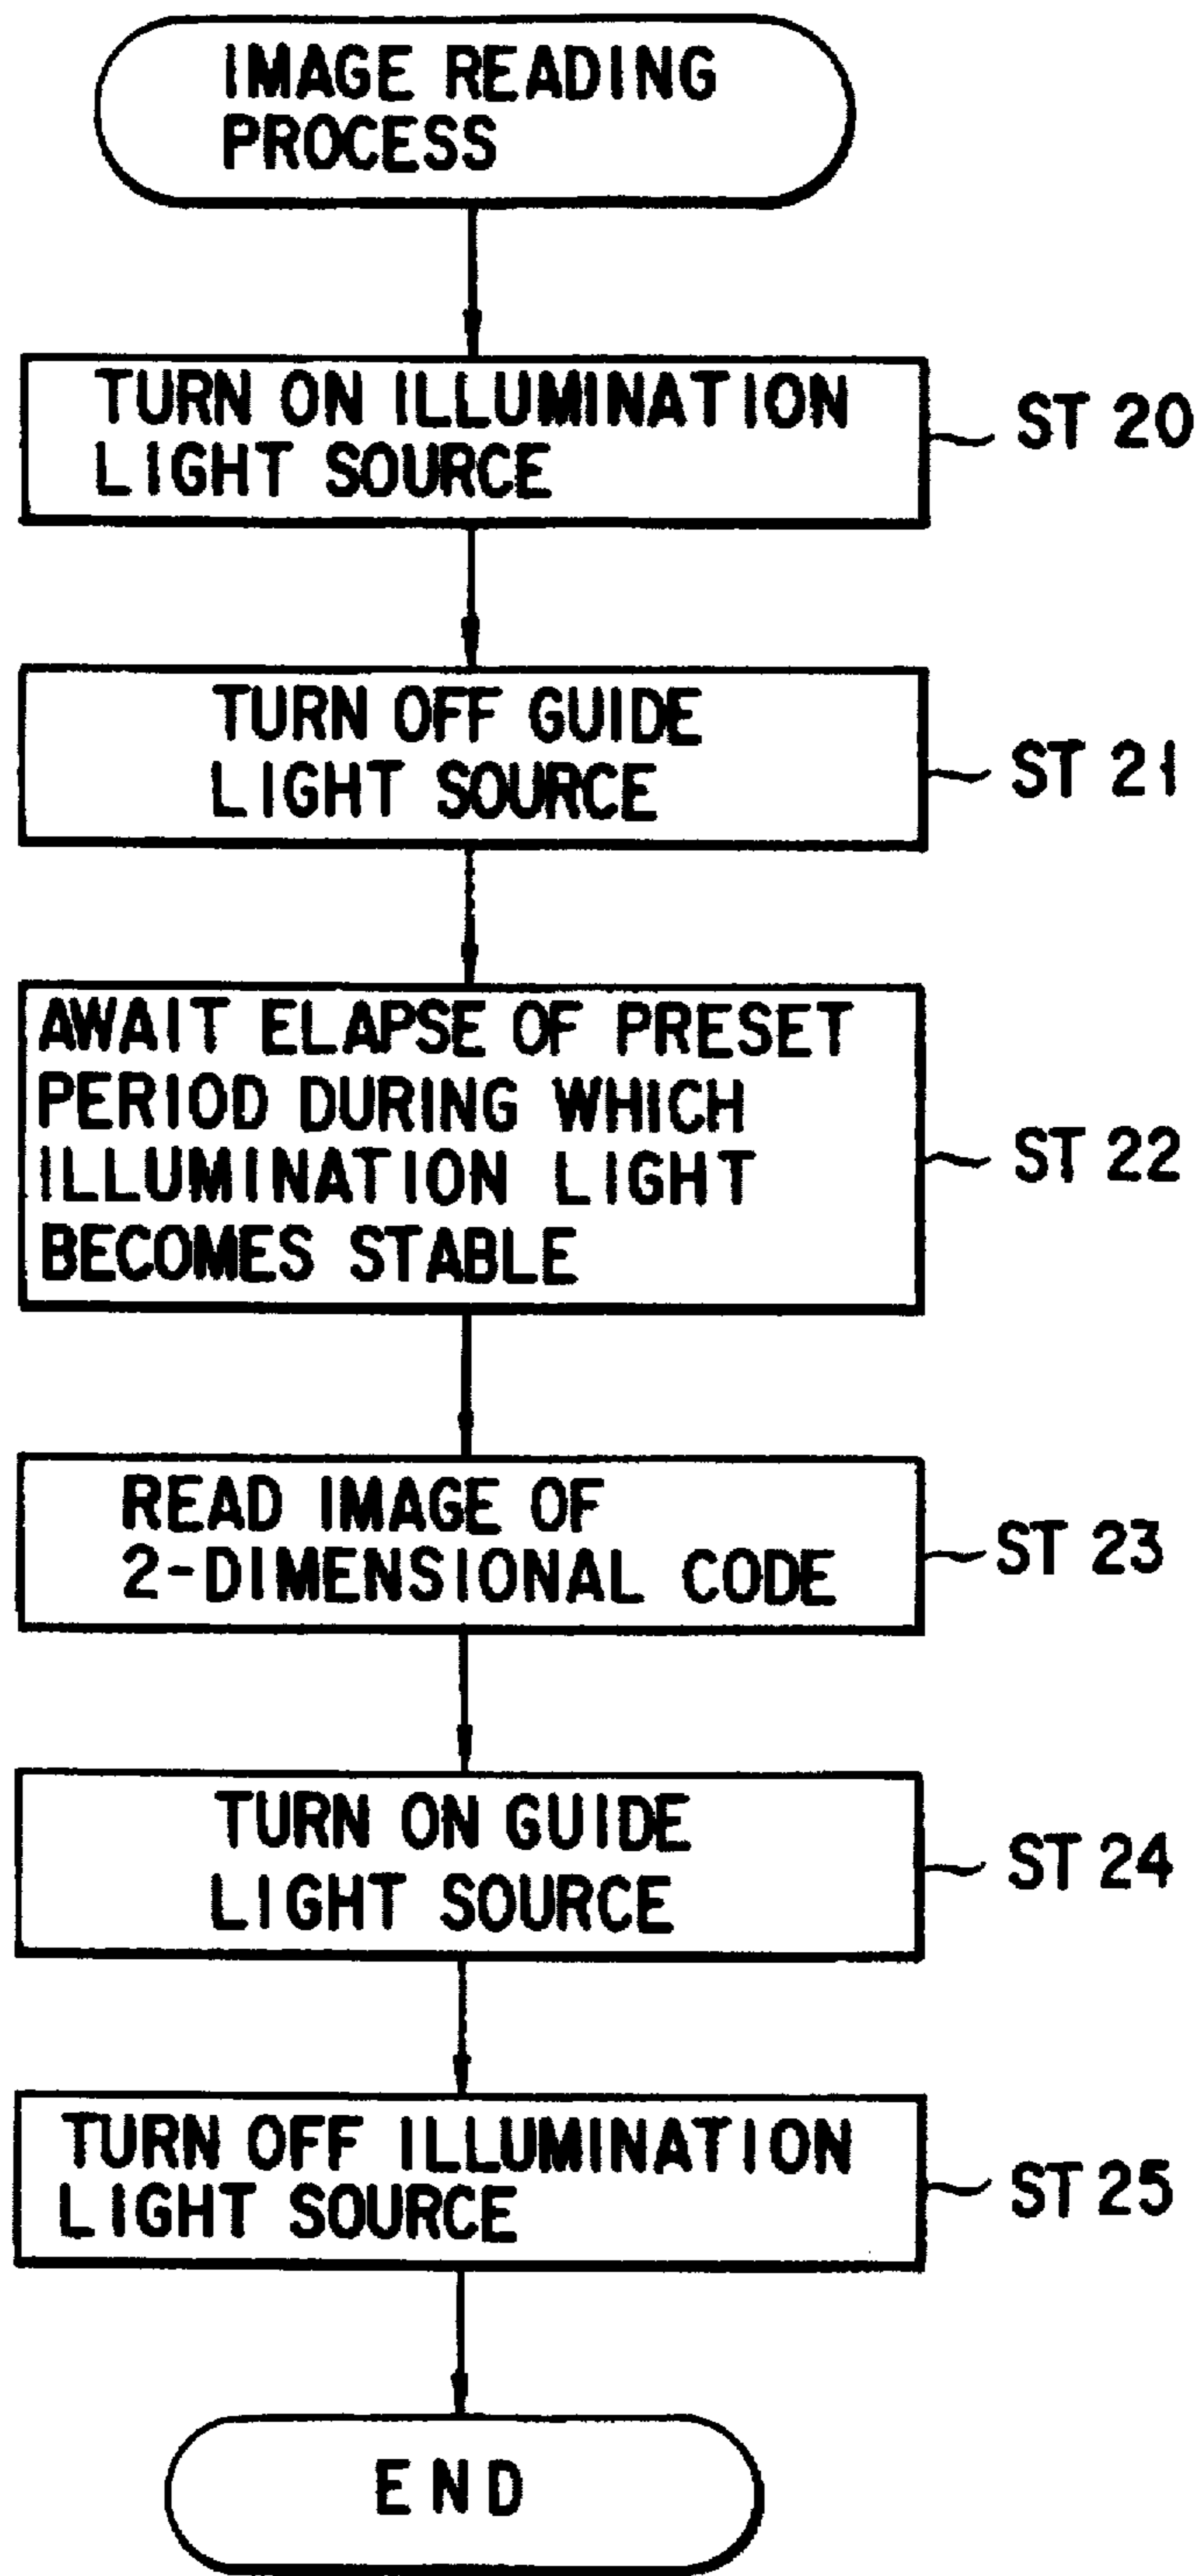 IMAGE READING
PROCESS
TURN ON ILLUMINATION
LIGHT SOURCE
ST 20
TURN OFF GUIDE
LIGHT SOURCE
ST 21
AWAIT ELAPSE OF PRESET
PERIOD DURING WHICH
ILLUMINATION LIGHT
BECOMES STABLE
ST 22
READ IMAGE OF
2-DIMENSIONAL CODE
ST 23
TURN ON GUIDE
LIGHT SOURCE
ST 24
TURN OFF ILLUMINATION
LIGHT SOURCE
ST 25
END